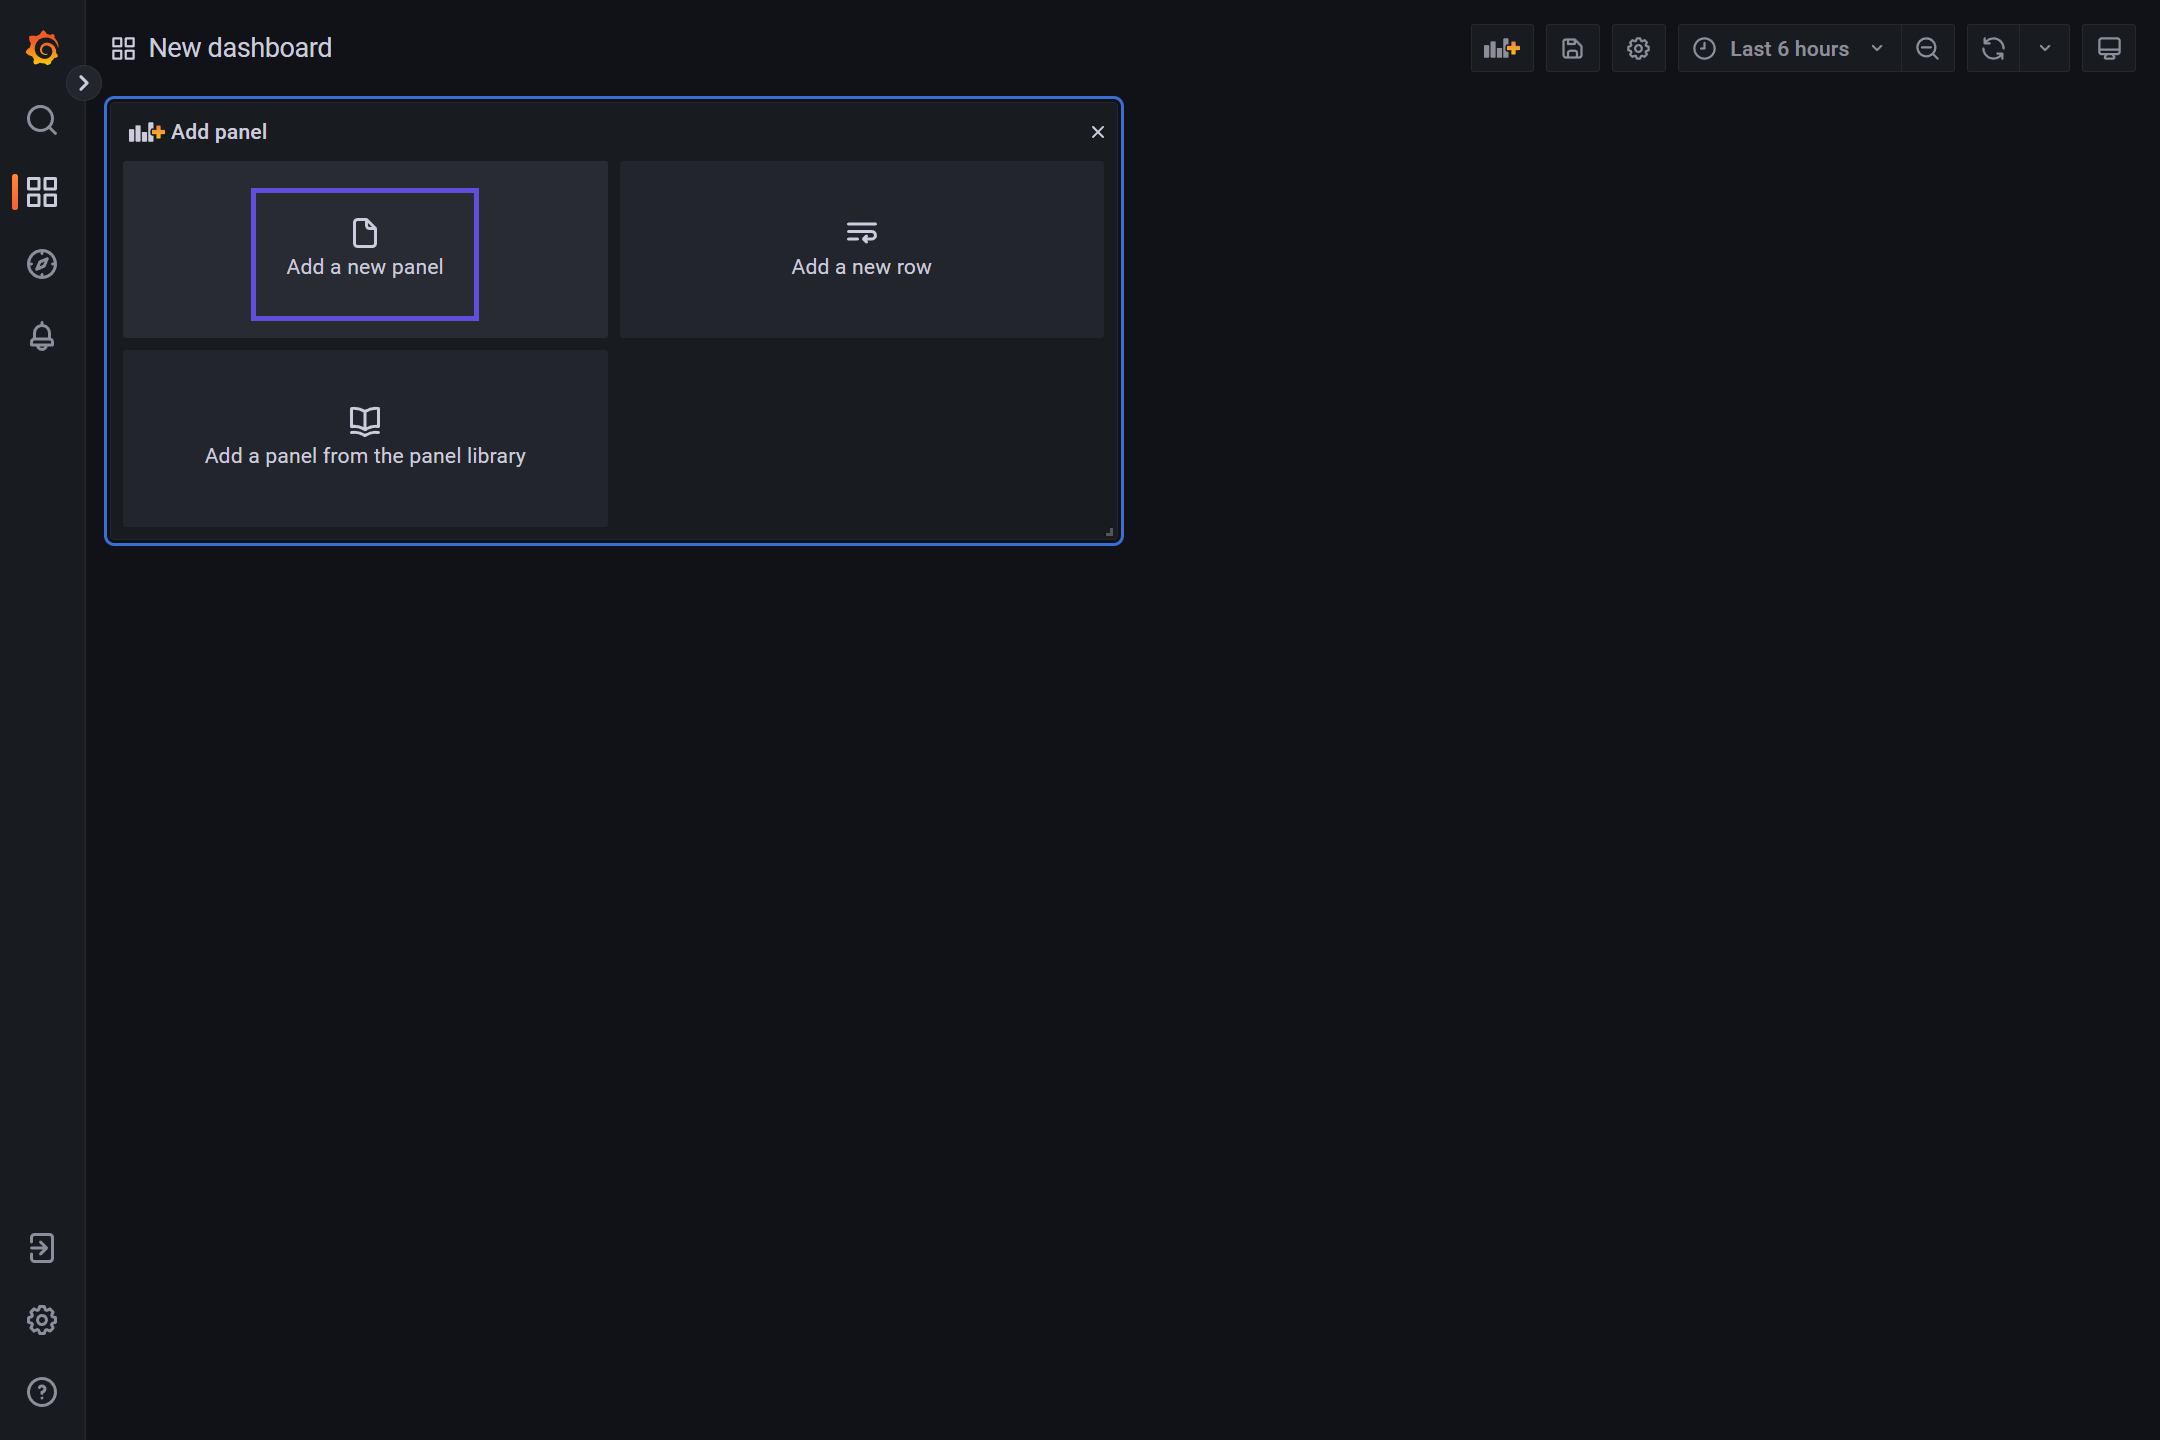 New dashboard
Last 6 hours
Add panel
Add a new panel
Add a new row
Add a panel from the panel library